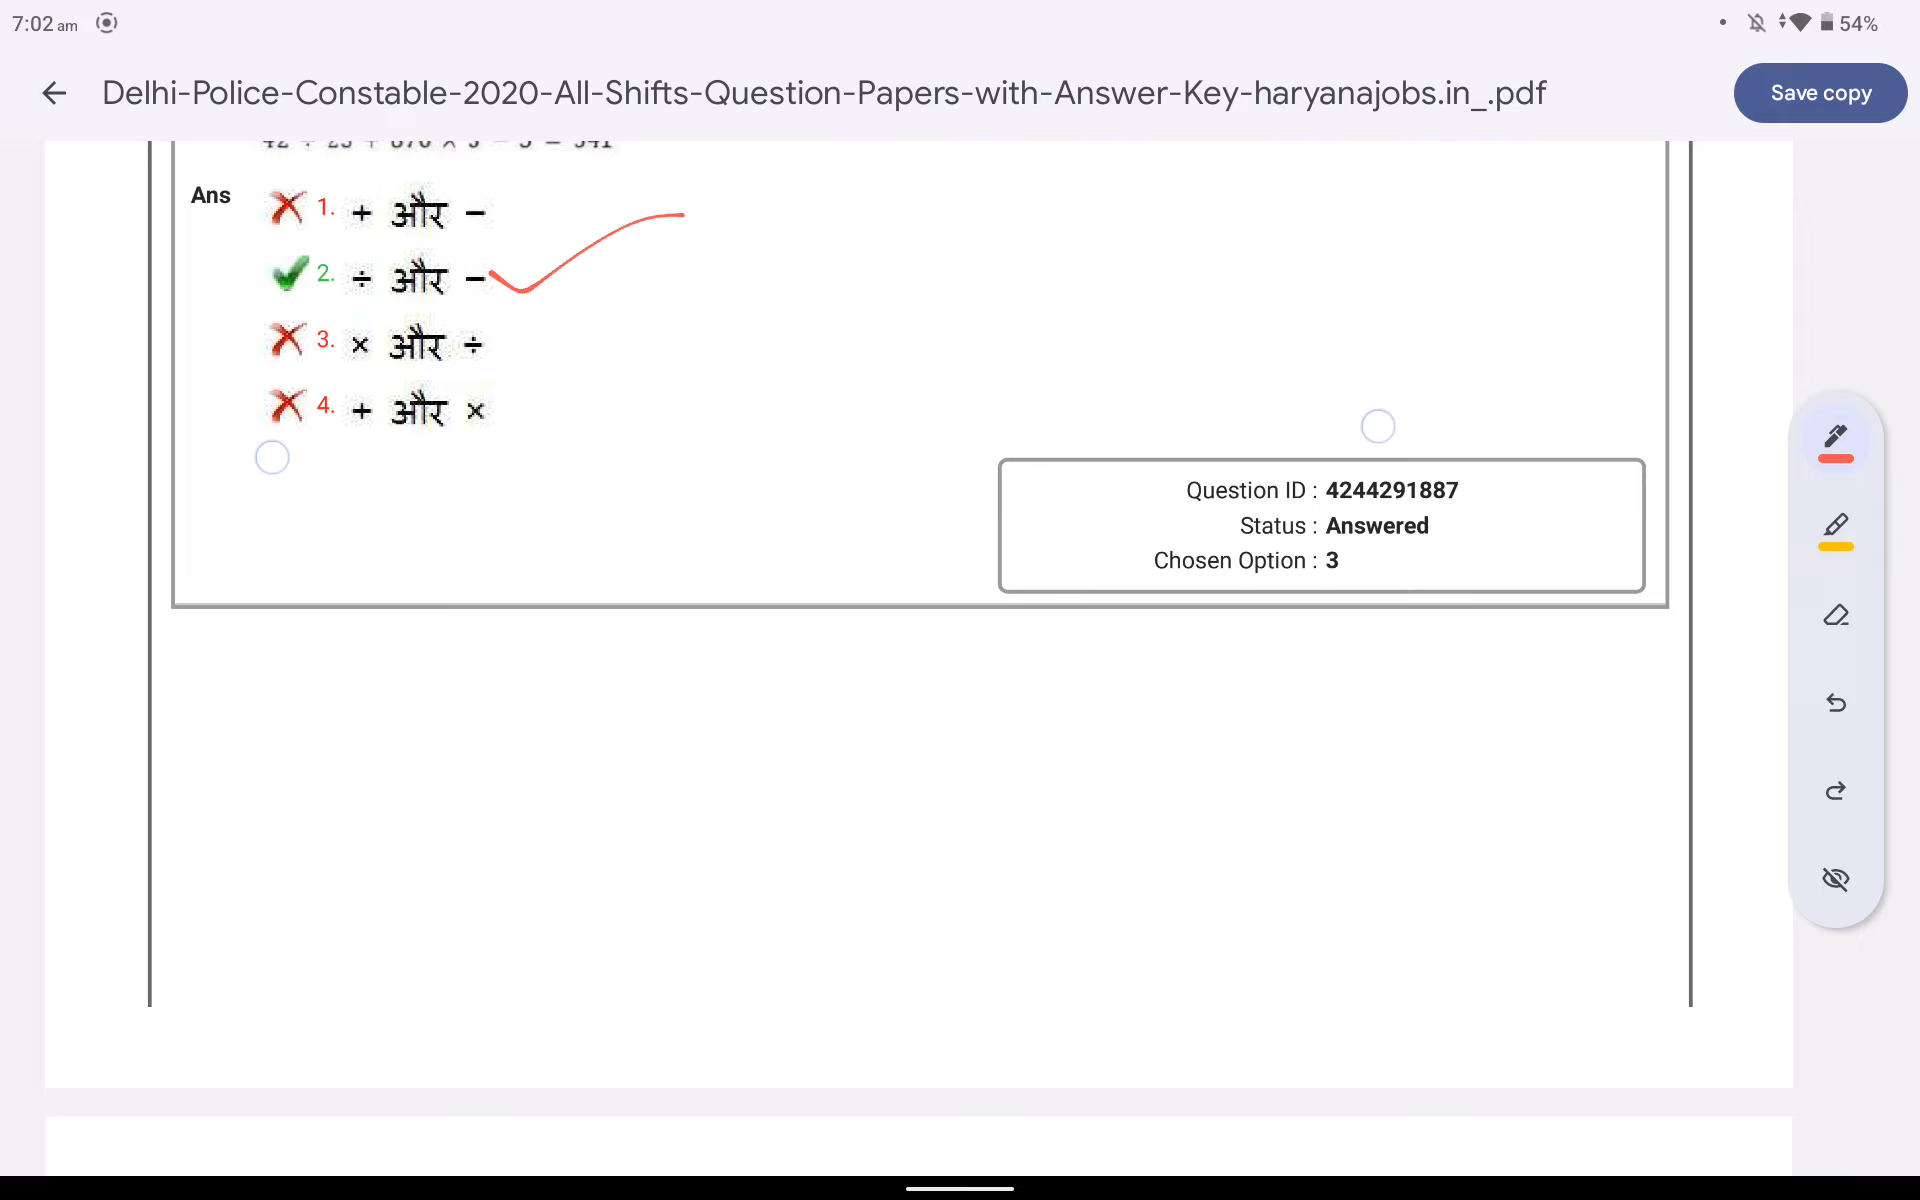 7:02 am
54%
Delhi-Police-Constable-2020-All-Shifts-Question-Papers-with-Answer-Key-haryanajobs.in_.pdf
Save copy
Ans
1. + और −
2. ÷ और −
3. × और ÷
4. + और ×
Question ID : 4244291887
Status : Answered
Chosen Option : 3